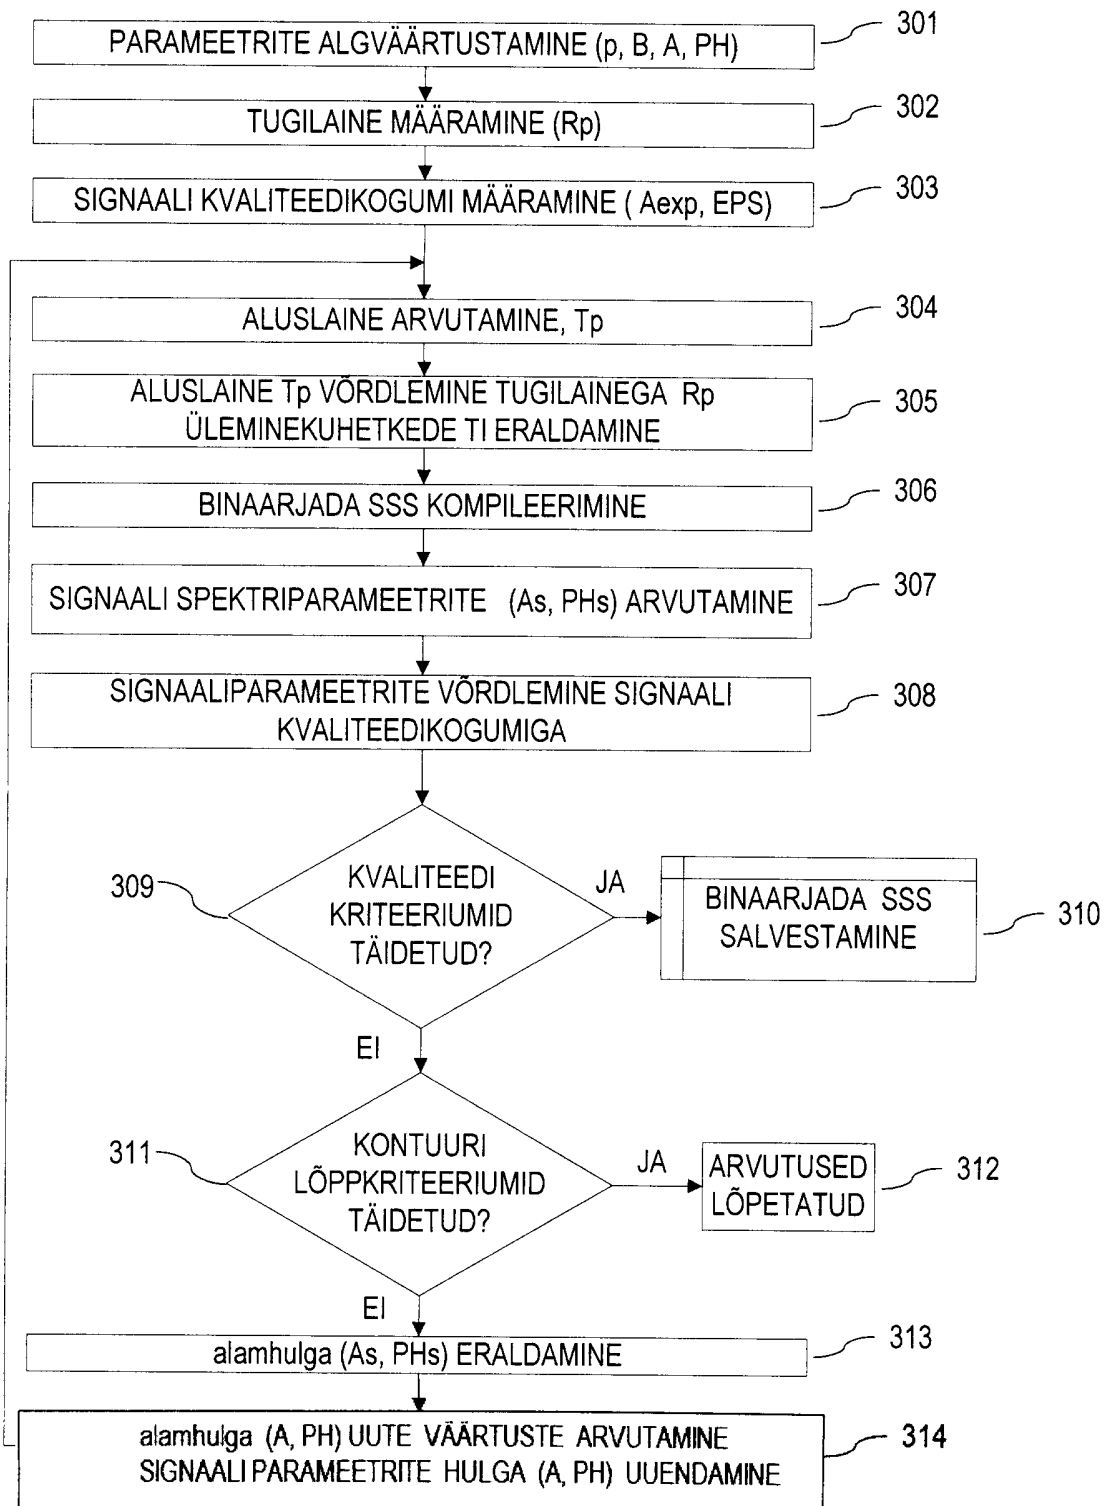 PARAMEETRITE ALGVÄÄRTUSTAMINE (p, B, A, PH)
301
TUGILAINE MÄÄRAMINE (Rp)
302
SIGNAALI KVALITEEDIKOGUMI MÄÄRAMINE ( Aexp, EPS)
303
ALUSLAINE ARVUTAMINE, Tp
304
ALUSLAINE Tp VÕRDLEMINE TUGILAINEGA Rp
ÜLEMINEKUHETKEDE TI ERALDAMINE
305
BINAARJADA SSS KOMPILEERIMINE
306
SIGNAALI SPEKTRIPARAMEETRITE (As, PHs) ARVUTAMINE
307
SIGNAALIPARAMEETRITE VÕRDLEMINE SIGNAALI
KVALITEEDIKOGUMIGA
308
309
KVALITEEDI
KRITEERIUMID
TÄIDETUD?
JA
BINAARJADA SSS
SALVESTAMINE
310
EI
311
KONTUURI
LÕPPKRITEERIUMID
TÄIDETUD?
JA
ARVUTUSED
LÕPETATUD
312
EI
alamhulga (As, PHs) ERALDAMINE
313
alamhulga (A, PH) UUTE VÄÄRTUSTE ARVUTAMINE
SIGNAALI PARAMEETRITE HULGA (A, PH) UUENDAMINE
314